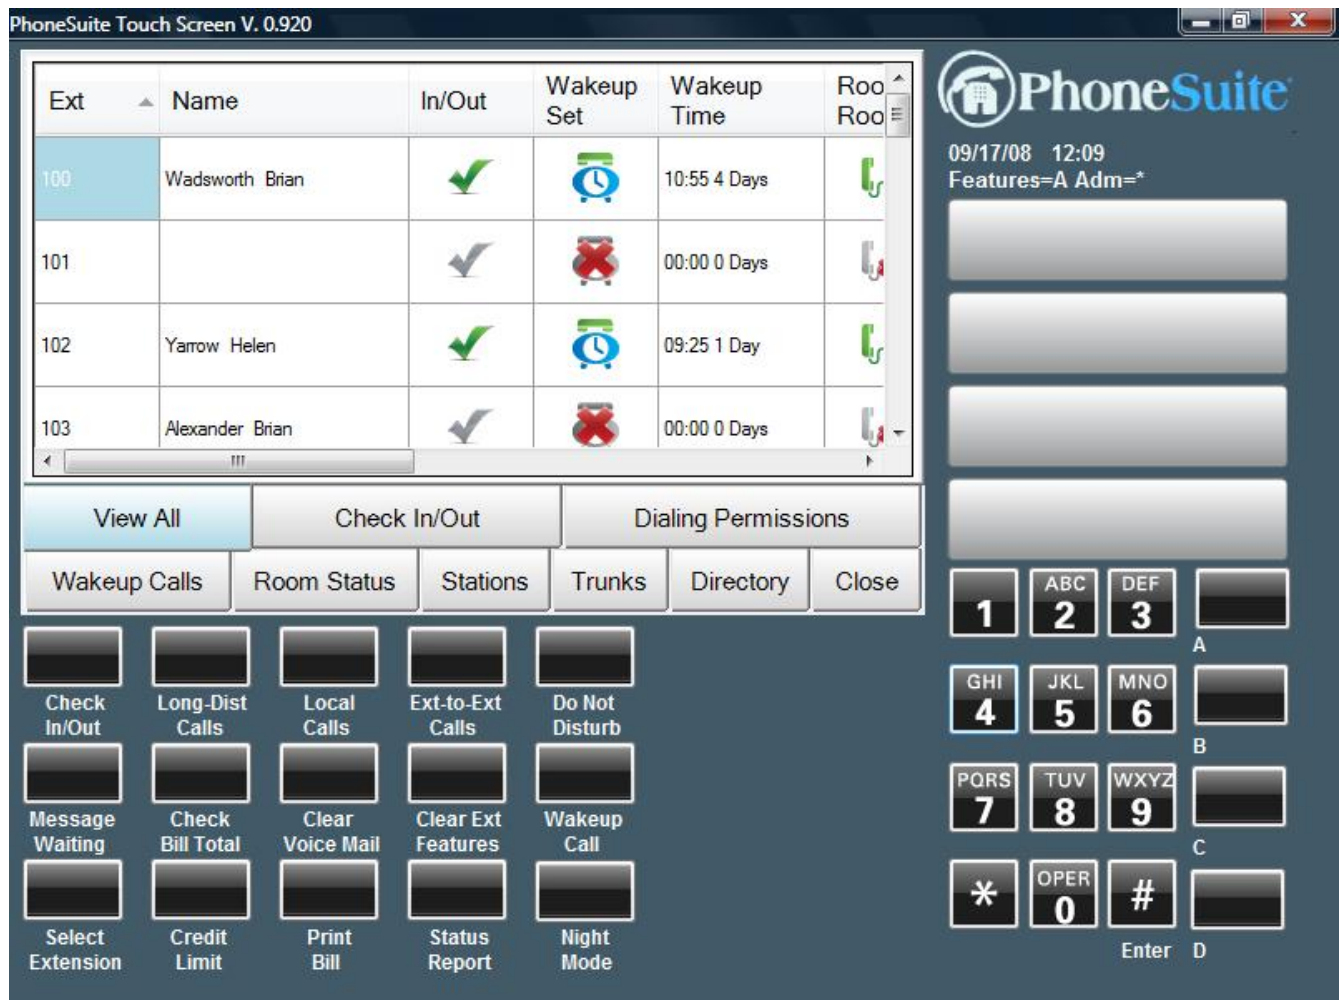 PhoneSuite Touch Screen V. 0.920
Ext Name In/Out Wakeup Set Wakeup Time Roo Roo
100 Wadsworth Brian 10:55 4 Days
101 00:00 0 Days
102 Yarrow Helen 09:25 1 Day
103 Alexander Brian 00:00 0 Days
View All Check In/Out Dialing Permissions
Wakeup Calls Room Status Stations Trunks Directory Close
Check In/Out Long-Dist Calls Local Calls Ext-to-Ext Calls Do Not Disturb
Message Waiting Check Bill Total Clear Voice Mail Clear Ext Features Wakeup Call
Select Extension Credit Limit Print Bill Status Report Night Mode
PhoneSuite
09/17/08 12:09
Features=A Adm=*
1 ABC 2 DEF 3 A
GHI 4 JKL 5 MNO 6 B
PQRS 7 TUV 8 WXYZ 9 C
* OPER 0 # D
Enter